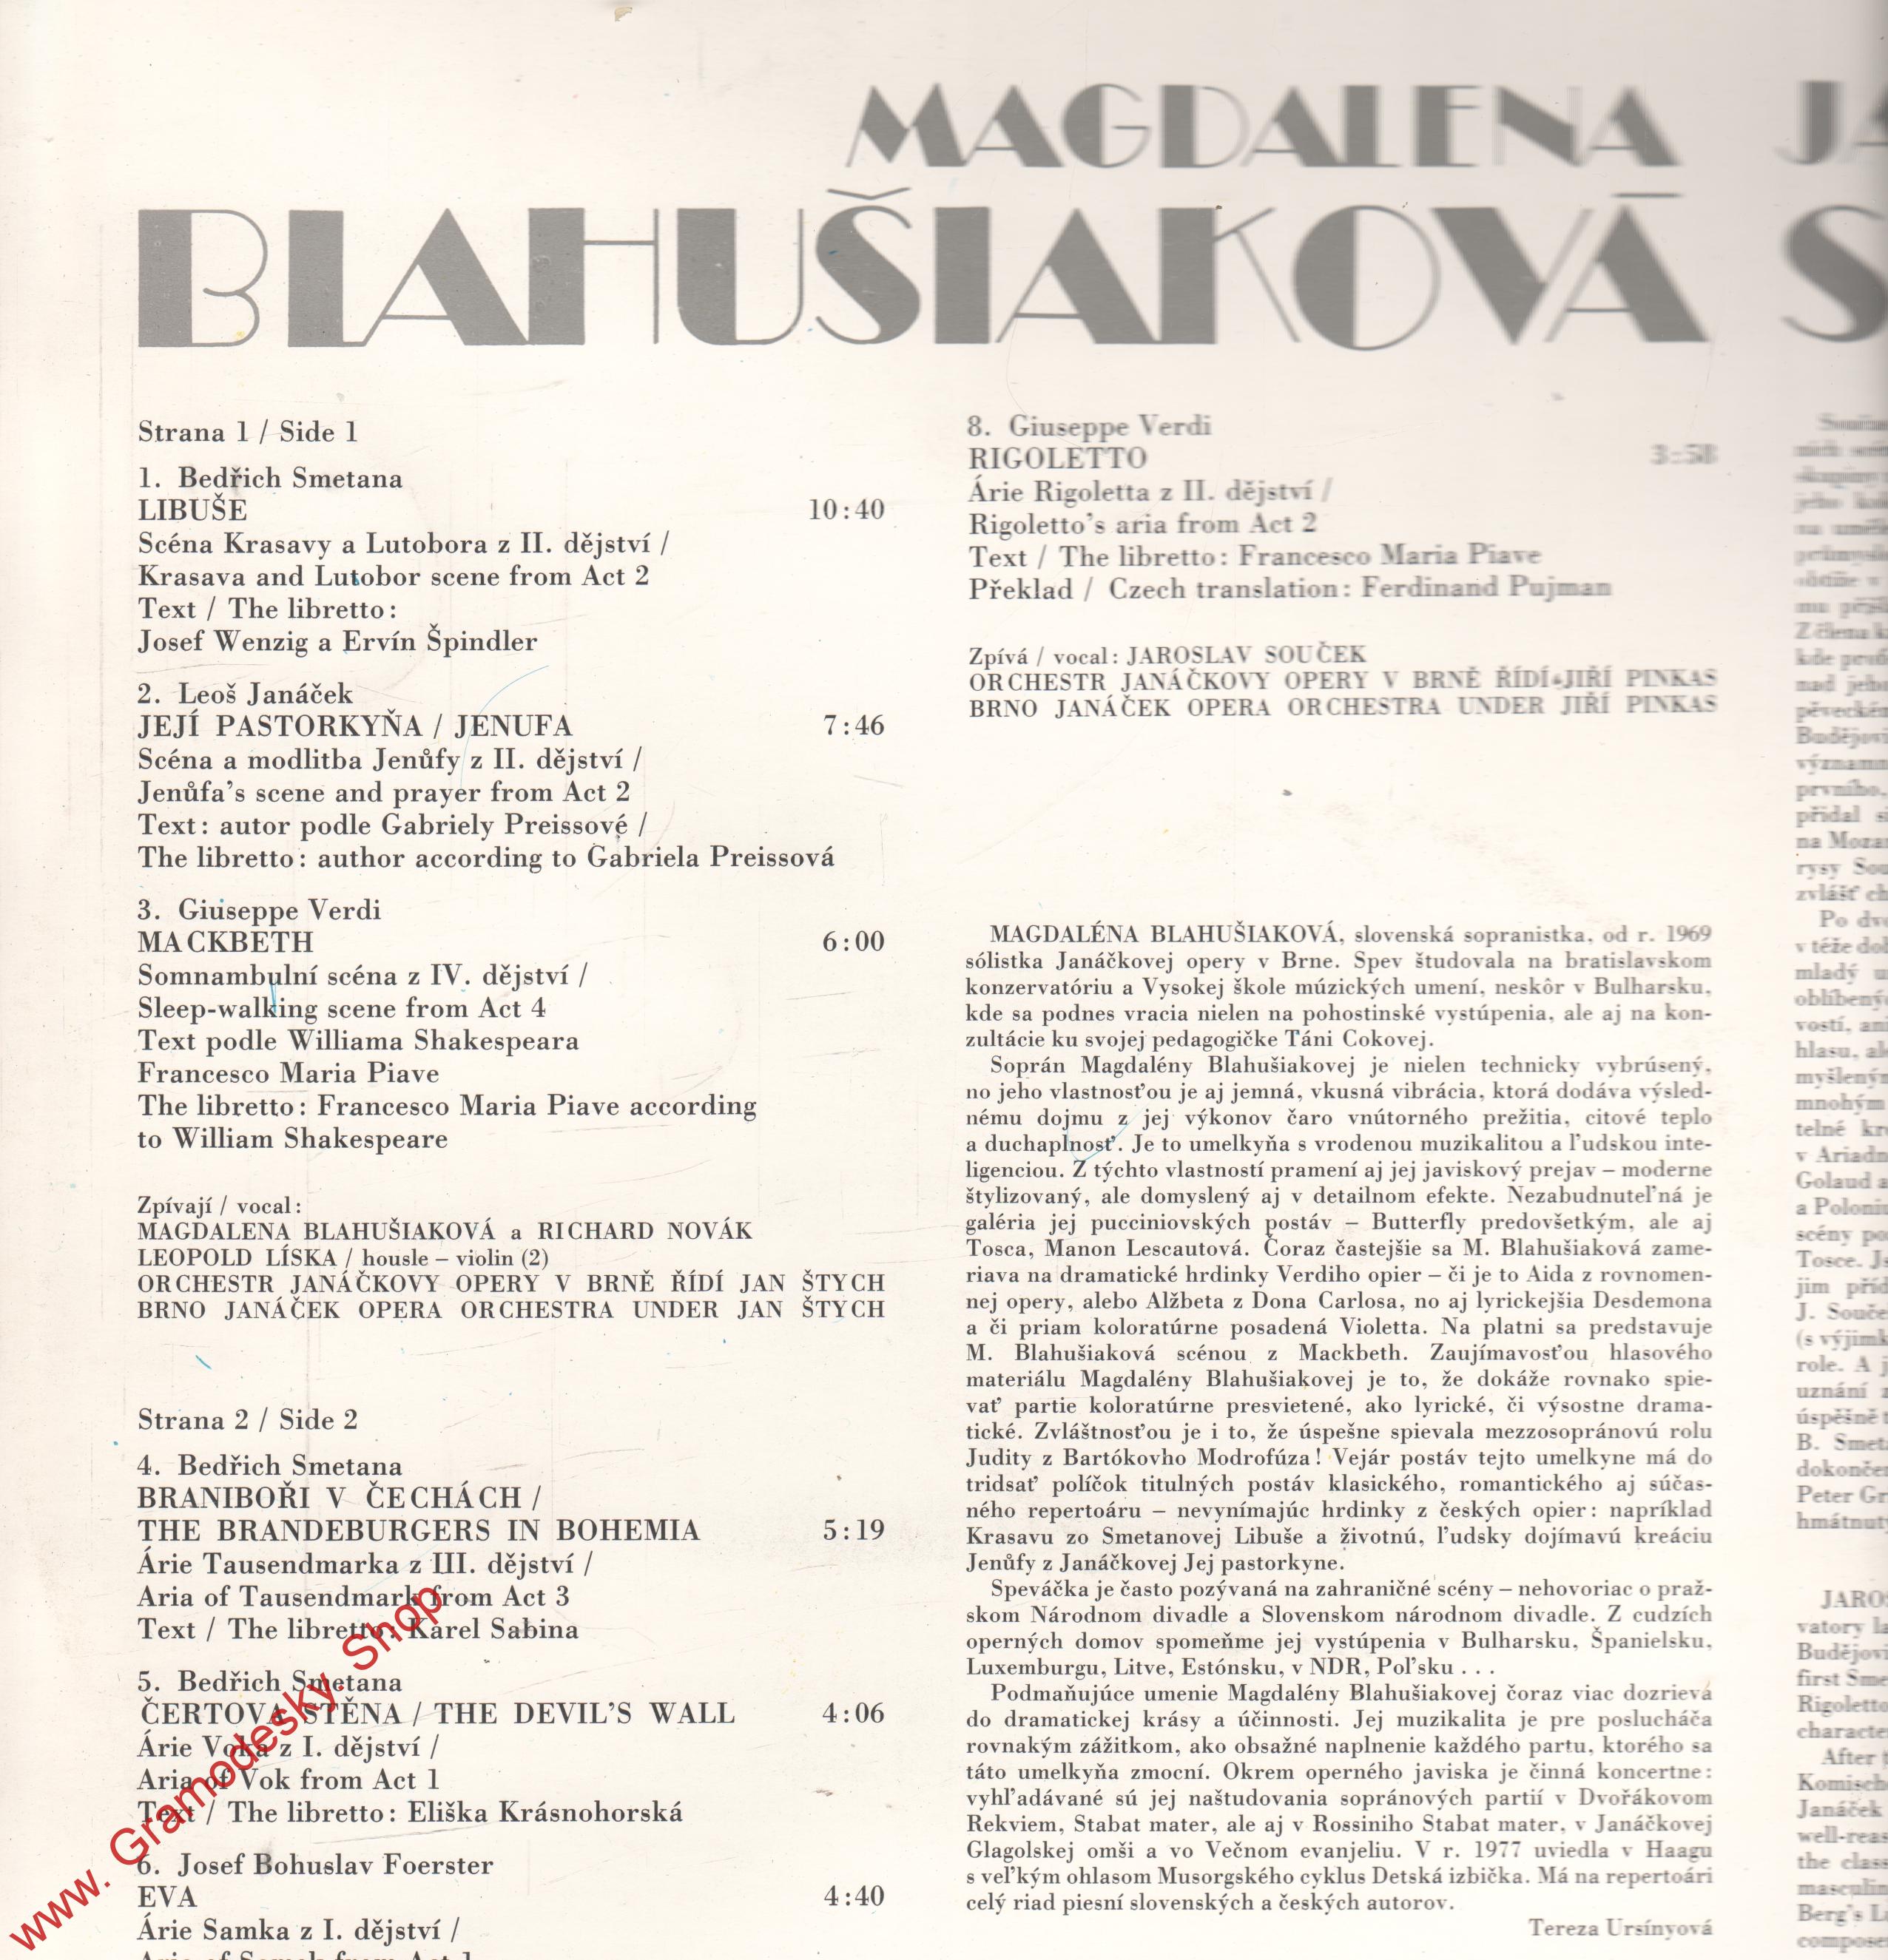 MAGDALENA
BLAHUŠIAKOVÁ
Strana 1 / Side 1
1. Bedřich Smetana
LIBUŠE 10:40
Scéna Krasavy a Lutobora z II. dějství /
Krasava and Lutobor scene from Act 2
Text / The libretto:
Josef Wenzig a Ervín Špindler
2. Leoš Janáček
JEJÍ PASTORKYŇA / JENUFA 7:46
Scéna a modlitba Jenůfy z II. dějství /
Jenůfa's scene and prayer from Act 2
Text: autor podle Gabriely Preissové /
The libretto: author according to Gabriela Preissová
3. Giuseppe Verdi
MACKBETH 6:00
Somnambulní scéna z IV. dějství /
Sleep-walking scene from Act 4
Text podle Williama Shakespeara
Francesco Maria Piave
The libretto: Francesco Maria Piave according
to William Shakespeare
Zpívají / vocal:
MAGDALENA BLAHUŠIAKOVÁ a RICHARD NOVÁK
LEOPOLD LÍSKA / housle – violin (2)
ORCHESTR JANÁČKOVY OPERY V BRNĚ ŘÍDÍ JAN ŠTYCH
BRNO JANÁČEK OPERA ORCHESTRA UNDER JAN ŠTYCH
Strana 2 / Side 2
4. Bedřich Smetana
BRANIBOŘI V ČECHÁCH /
THE BRANDEBURGERS IN BOHEMIA 5:19
Árie Tausendmarka z III. dějství /
Aria of Tausendmark from Act 3
Text / The libretto: Karel Sabina
5. Bedřich Smetana
ČERTOVA STĚNA / THE DEVIL'S WALL 4:06
Árie Voka z I. dějství /
Aria of Vok from Act 1
Text / The libretto: Eliška Krásnohorská
6. Josef Bohuslav Foerster
EVA 4:40
Árie Samka z I. dějství /
8. Giuseppe Verdi
RIGOLETTO 3:58
Árie Rigoletta z II. dějství /
Rigoletto's aria from Act 2
Text / The libretto: Francesco Maria Piave
Překlad / Czech translation: Ferdinand Pujman
Zpívá / vocal: JAROSLAV SOUČEK
ORCHESTR JANÁČKOVY OPERY V BRNĚ ŘÍDÍ JIŘÍ PINKAS
BRNO JANÁČEK OPERA ORCHESTRA UNDER JIŘÍ PINKAS
MAGDALÉNA BLAHUŠIAKOVÁ, slovenská sopranistka, od r. 1969
sólistka Janáčkovej opery v Brne. Spev študovala na bratislavskom
konzervatóriu a Vysokej škole múzických umení, neskôr v Bulharsku,
kde sa podnes vracia nielen na pohostinské vystúpenia, ale aj na kon-
zultácie ku svojej pedagogičke Táni Cokovej.
Soprán Magdalény Blahušiakovej je nielen technicky vybrúsený,
no jeho vlastnosťou je aj jemná, vkusná vibrácia, ktorá dodáva výsled-
nému dojmu z jej výkonov čaro vnútorného prežitia, citové teplo
a duchaplnosť. Je to umelkyňa s vrodenou muzikalitou a ľudskou inte-
ligenciou. Z týchto vlastností pramení aj jej javiskový prejav – moderne
štylizovaný, ale domyslený aj v detailnom efekte. Nezabudnuteľná je
galéria jej pucciniovských postáv – Butterfly predovšetkým, ale aj
Tosca, Manon Lescautová. Čoraz častejšie sa M. Blahušiaková zame-
riava na dramatické hrdinky Verdiho opier – či je to Aida z rovnomen-
nej opery, alebo Alžbeta z Dona Carlosa, no aj lyrickejšia Desdemona
a či priam koloratúrne posadená Violetta. Na platni sa predstavuje
M. Blahušiaková scénou z Mackbeth. Zaujímavosťou hlasového
materiálu Magdalény Blahušiakovej je to, že dokáže rovnako spie-
vať partie koloratúrne presvietené, ako lyrické, či výsostne drama-
tické. Zvláštnosťou je i to, že úspešne spievala mezzosopránovú rolu
Judity z Bartókovho Modrofúza! Vejár postáv tejto umelkyne má do
tridsať políčok titulných postáv klasického, romantického aj súčas-
ného repertoáru – nevynímajúc hrdinky z českých opier: napríklad
Krasavu zo Smetanovej Libuše a životnú, ľudsky dojímavú kreáciu
Jenůfy z Janáčkovej Jej pastorkyne.
Speváčka je často pozývaná na zahraničné scény – nehovoriac o praž-
skom Národnom divadle a Slovenskom národnom divadle. Z cudzích
operných domov spomeňme jej vystúpenia v Bulharsku, Španielsku,
Luxemburgu, Litve, Estónsku, v NDR, Poľsku . . .
Podmaňujúce umenie Magdalény Blahušiakovej čoraz viac dozrieva
do dramatickej krásy a účinnosti. Jej muzikalita je pre poslucháča
rovnakým zážitkom, ako obsažné naplnenie každého partu, ktorého sa
táto umelkyňa zmocní. Okrem operného javiska je činná koncertne:
vyhľadávané sú jej naštudovania sopránových partií v Dvořákovom
Rekviem, Stabat mater, ale aj v Rossiniho Stabat mater, v Janáčkovej
Glagolskej omši a vo Večnom evanjeliu. V r. 1977 uviedla v Haagu
s veľkým ohlasom Musorgského cyklus Detská izbička. Má na repertoári
celý riad piesní slovenských a českých autorov.
Tereza Ursínyová
www. Gramodesky. Shop